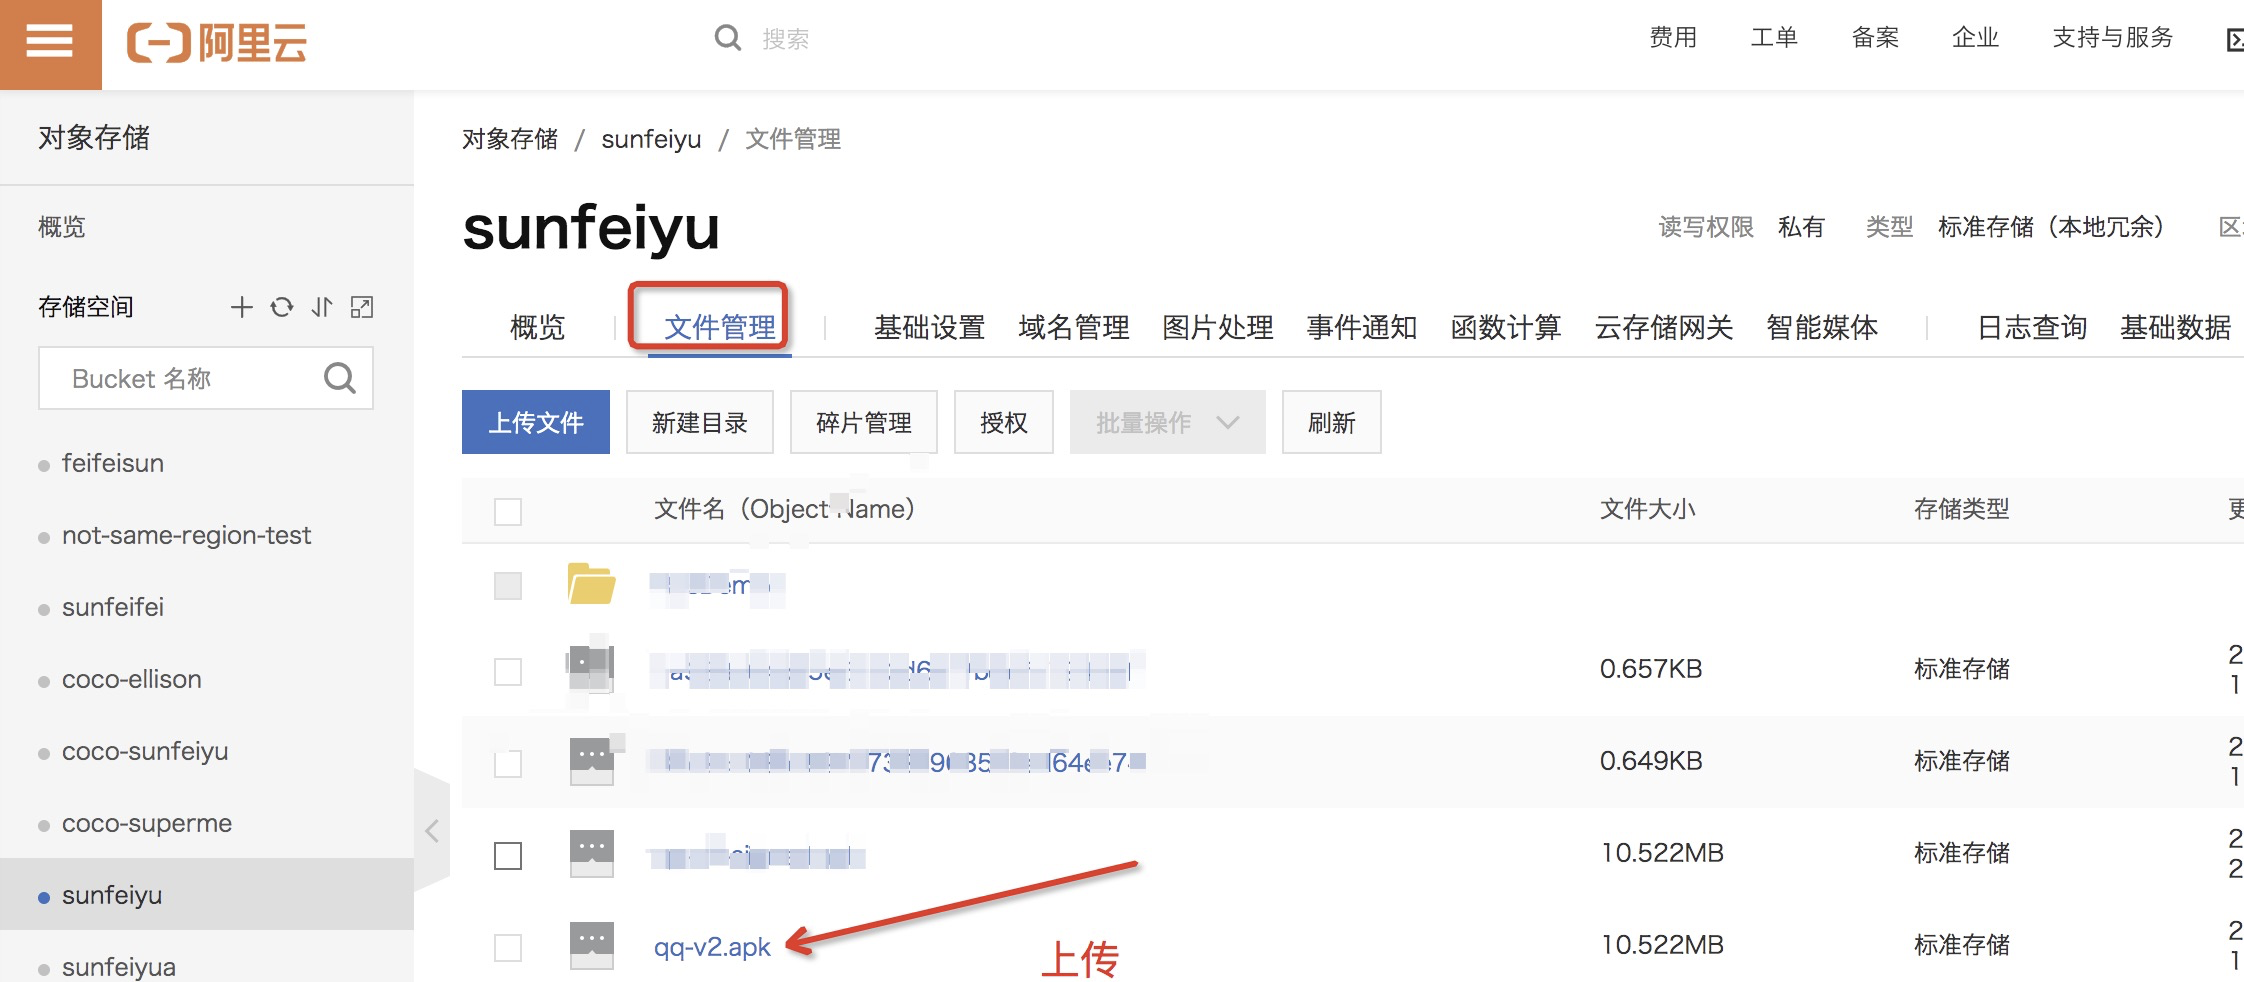 阿里云
搜索
费用 工单 备案 企业 支持与服务
对象存储
概览
存储空间
Bucket 名称
feifeisun
not-same-region-test
sunfeifei
coco-ellison
coco-sunfeiyu
coco-superme
sunfeiyu
sunfeiyua
对象存储 / sunfeiyu / 文件管理
sunfeiyu
读写权限 私有 类型 标准存储（本地冗余）
概览 文件管理 基础设置 域名管理 图片处理 事件通知 函数计算 云存储网关 智能媒体 日志查询 基础数据
上传文件 新建目录 碎片管理 授权 批量操作 刷新
文件名（Object Name） 文件大小 存储类型
0.657KB 标准存储
0.649KB 标准存储
10.522MB 标准存储
qq-v2.apk 10.522MB 标准存储
上传